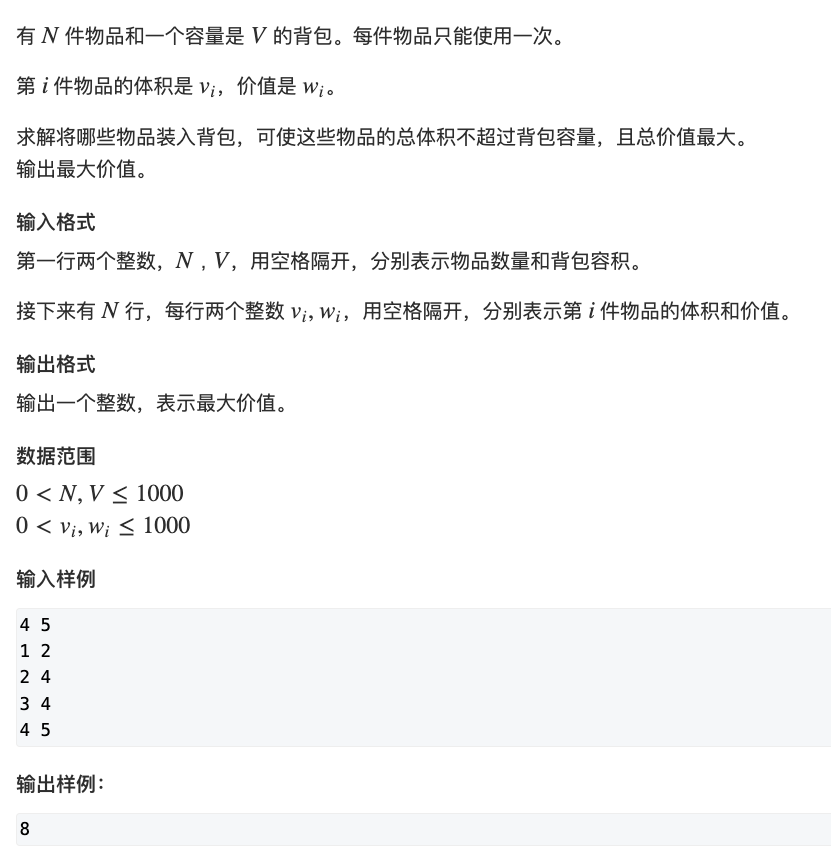 有 N 件物品和一个容量是 V 的背包。每件物品只能使用一次。
第 i 件物品的体积是 vᵢ，价值是 wᵢ。
求解将哪些物品装入背包，可使这些物品的总体积不超过背包容量，且总价值最大。
输出最大价值。
输入格式
第一行两个整数，N，V，用空格隔开，分别表示物品数量和背包容积。
接下来有 N 行，每行两个整数 vᵢ, wᵢ，用空格隔开，分别表示第 i 件物品的体积和价值。
输出格式
输出一个整数，表示最大价值。
数据范围
0 < N, V ≤ 1000
0 < vᵢ, wᵢ ≤ 1000
输入样例
4 5
1 2
2 4
3 4
4 5
输出样例：
8